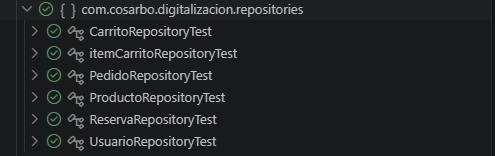 { } com.cosarbo.digitalizacion.repositories
CarritoRepositoryTest
itemCarritoRepositoryTest
PedidoRepositoryTest
ProductoRepositoryTest
ReservaRepositoryTest
UsuarioRepositoryTest